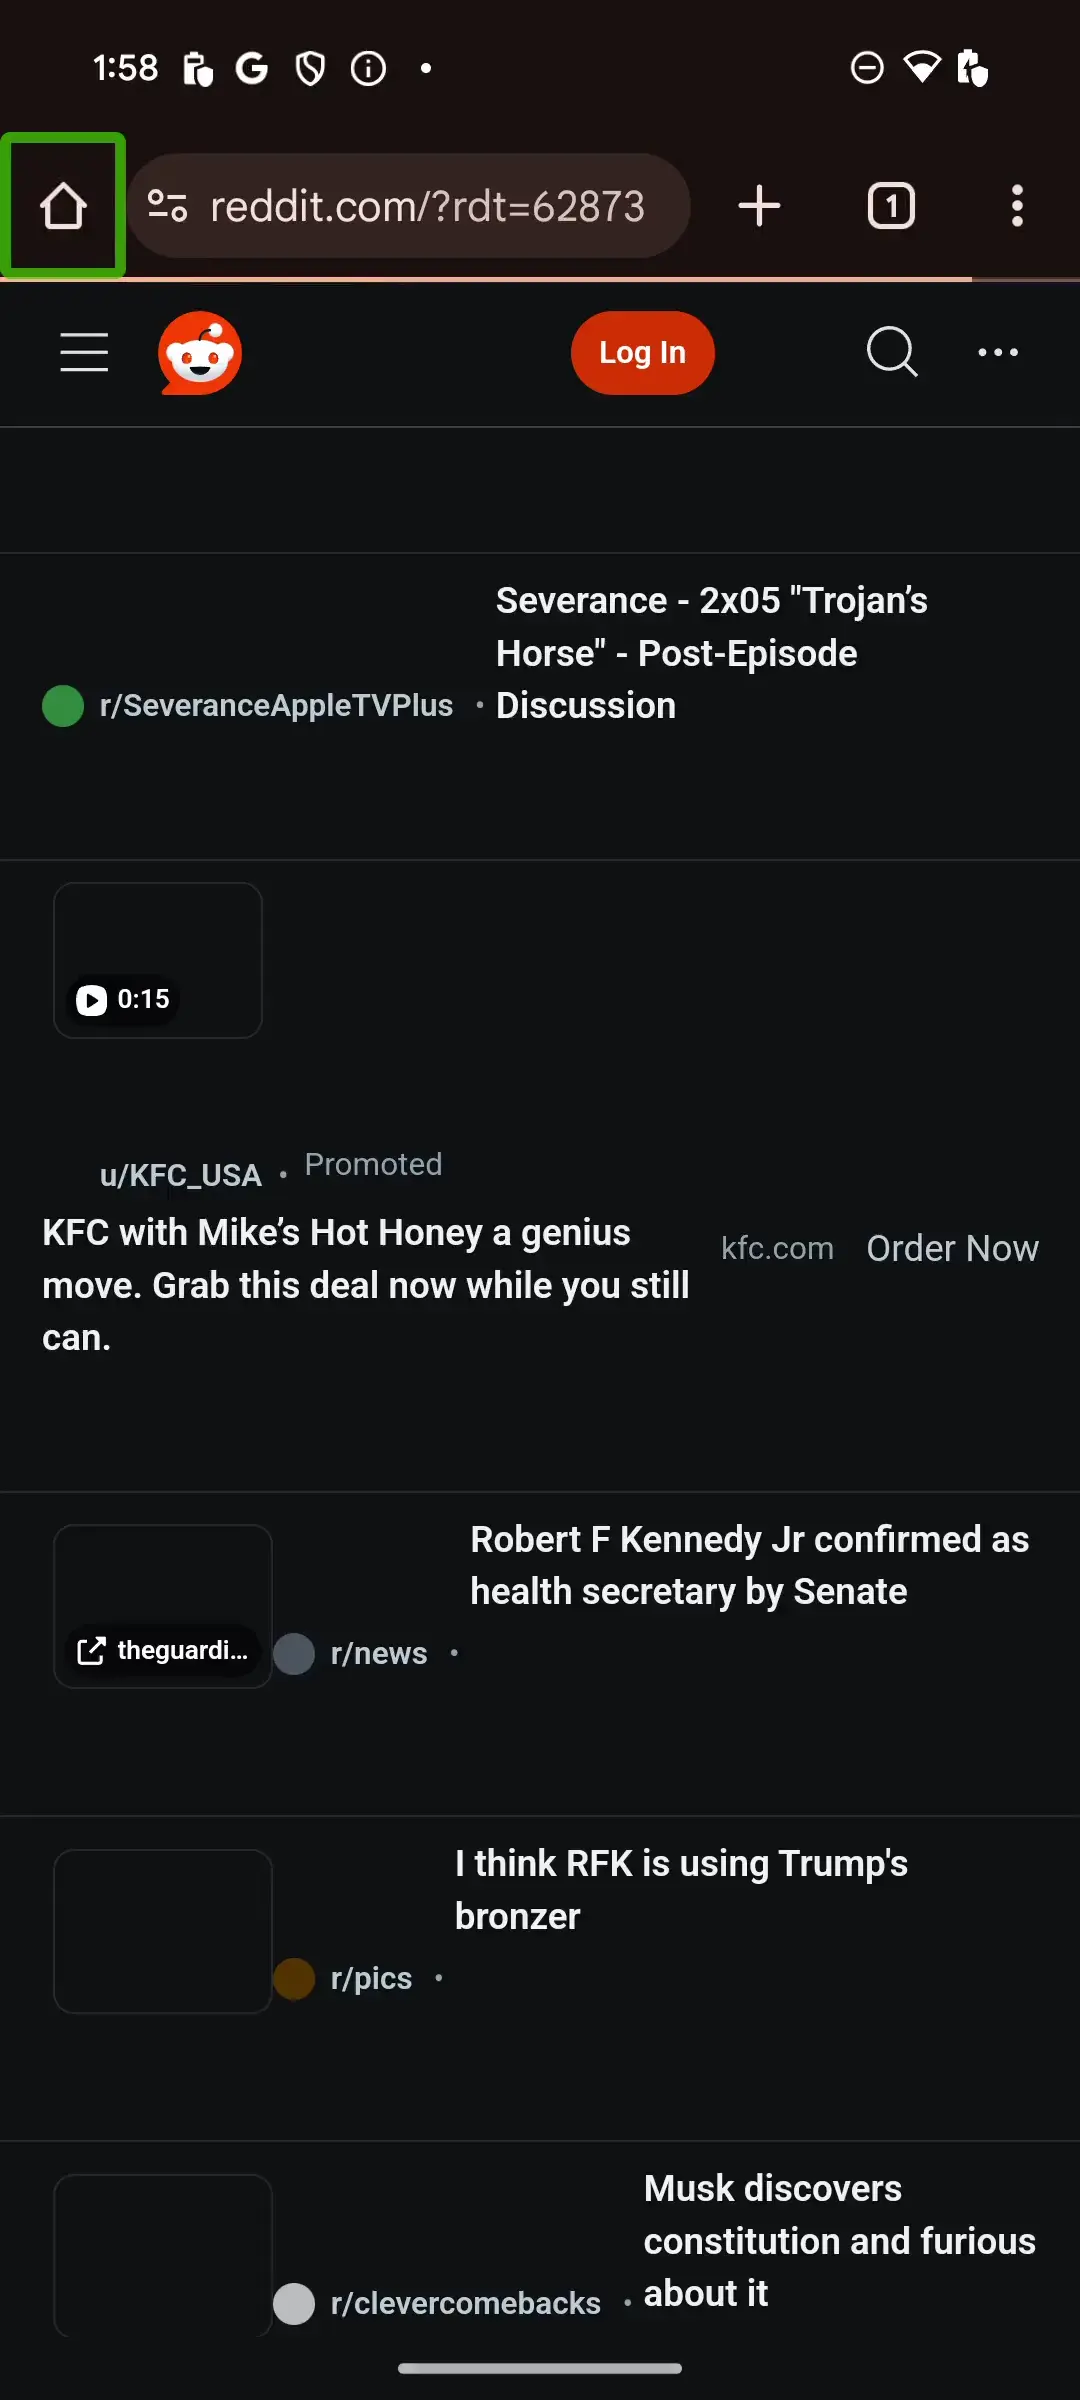 1:58
reddit.com/?rdt=62873
1
Log In
Severance - 2x05 "Trojan’s
Horse" - Post-Episode
Discussion
r/SeveranceAppleTVPlus •
0:15
u/KFC_USA • Promoted
KFC with Mike’s Hot Honey a genius
move. Grab this deal now while you still
can.
kfc.com Order Now
Robert F Kennedy Jr confirmed as
health secretary by Senate
theguardi...
r/news •
I think RFK is using Trump's
bronzer
r/pics •
Musk discovers
constitution and furious
about it
r/clevercomebacks •